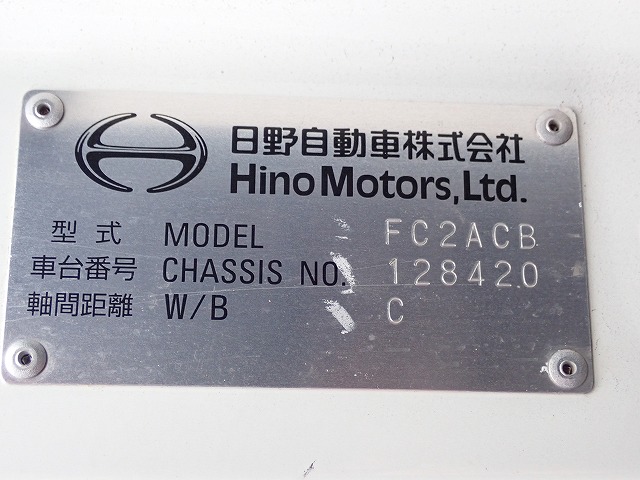 日野自動車株式会社
Hino Motors, Ltd.
型式 MODEL FC2ACB
車台番号 CHASSIS NO. 128420
軸間距離 W/B C